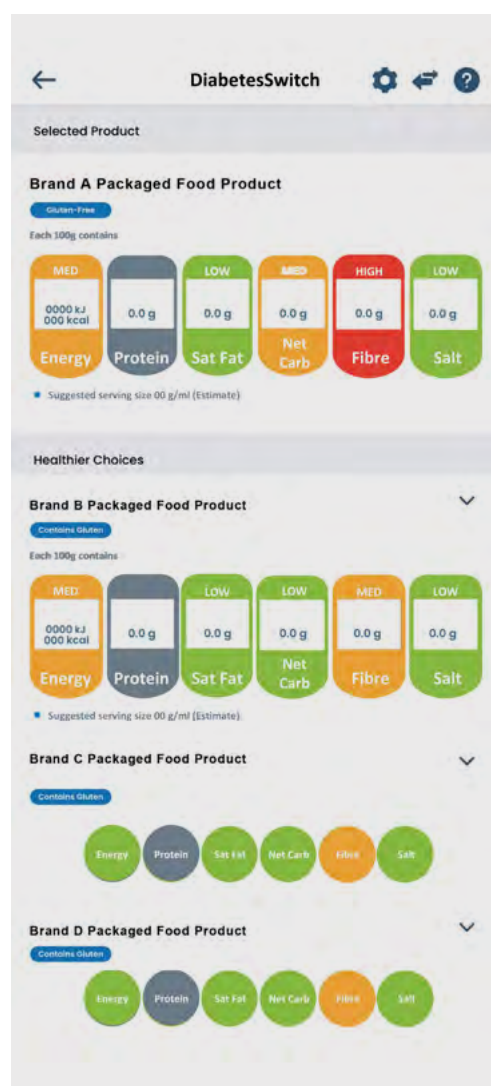 DiabetesSwitch
Selected Product
Brand A Packaged Food Product
Gluten-Free
Each 100g contains
MED LOW MED HIGH LOW
0000 kJ
000 kcal 0.0 g 0.0 g 0.0 g 0.0 g 0.0 g
Energy Protein Sat Fat Net Carb Fibre Salt
Suggested serving size 00 g/ml (Estimate)
Healthier Choices
Brand B Packaged Food Product
Contains Gluten
Each 100g contains
MED LOW LOW MED LOW
0000 kJ
000 kcal 0.0 g 0.0 g 0.0 g 0.0 g 0.0 g
Energy Protein Sat Fat Net Carb Fibre Salt
Suggested serving size 00 g/ml (Estimate)
Brand C Packaged Food Product
Contains Gluten
Energy Protein Sat Fat Net Carb Fibre Salt
Brand D Packaged Food Product
Contains Gluten
Energy Protein Sat Fat Net Carb Fibre Salt